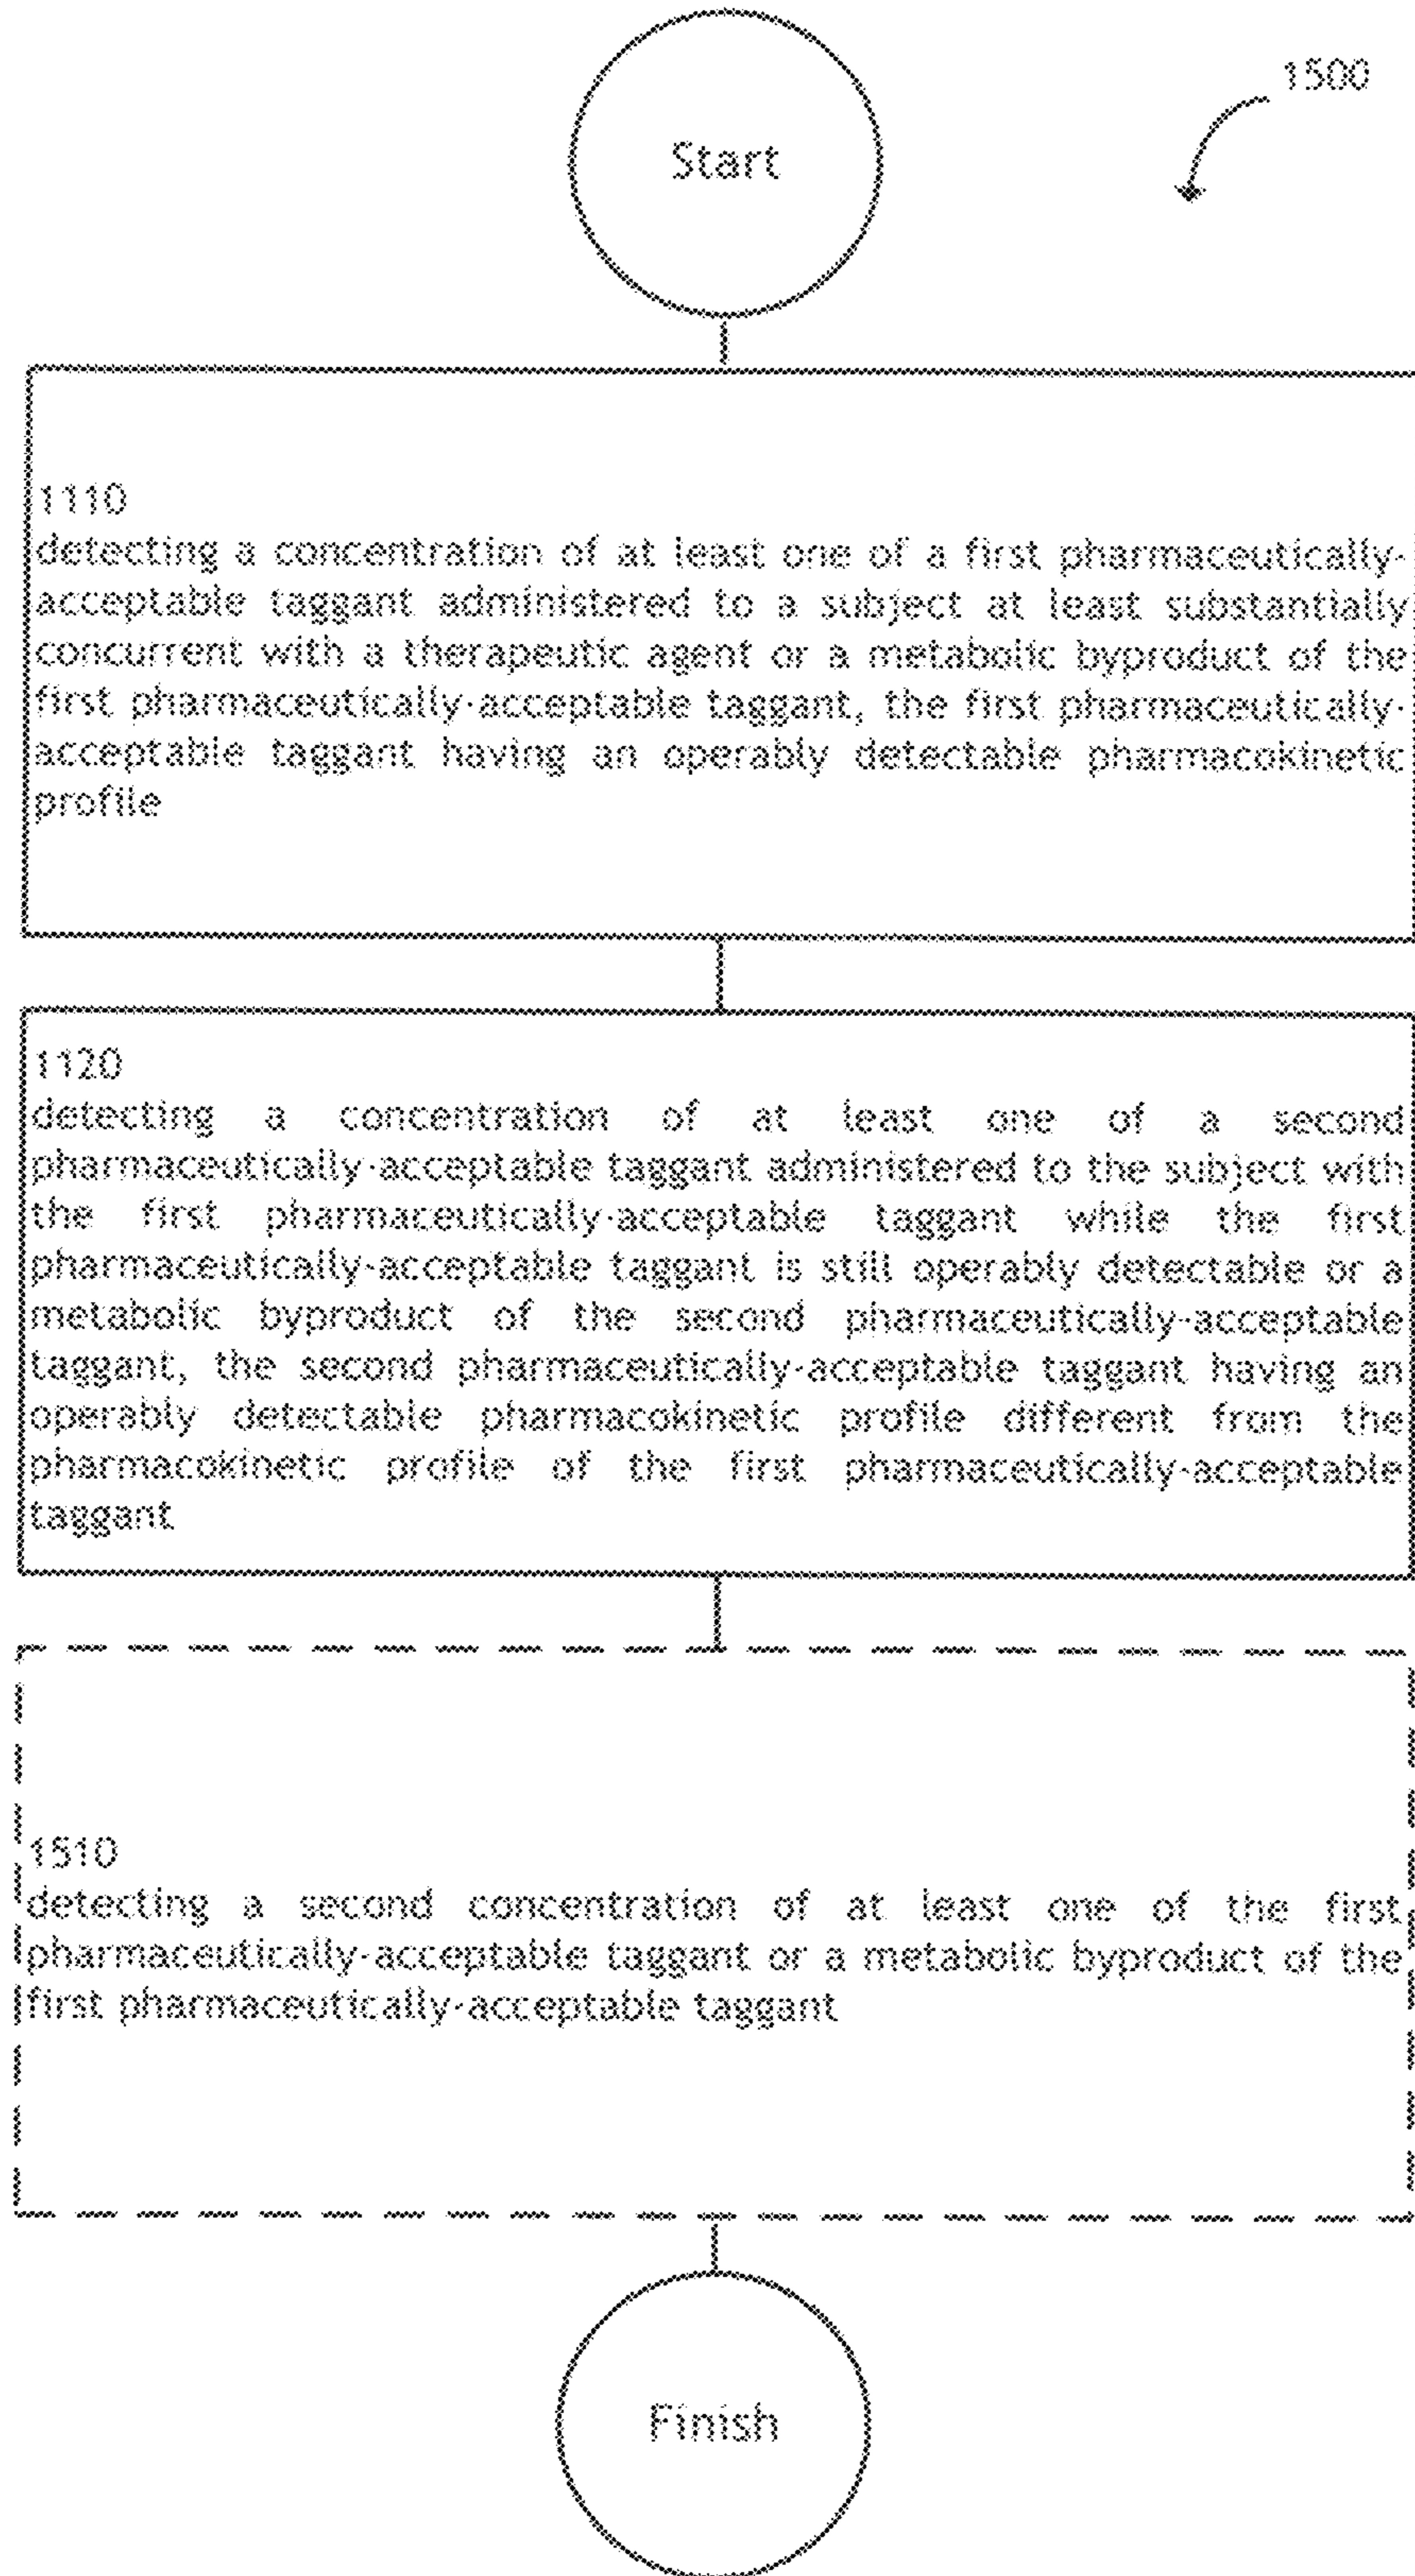 Start
1500
1110
detecting a concentration of at least one of a first pharmaceutically-
acceptable taggant administered to a subject at least substantially
concurrent with a therapeutic agent or a metabolic byproduct of the
first pharmaceutically-acceptable taggant, the first pharmaceutically-
acceptable taggant having an operably detectable pharmacokinetic
profile
1120
detecting a concentration of at least one of a second
pharmaceutically-acceptable taggant administered to the subject with
the first pharmaceutically-acceptable taggant while the first
pharmaceutically-acceptable taggant is still operably detectable or a
metabolic byproduct of the second pharmaceutically-acceptable
taggant, the second pharmaceutically-acceptable taggant having an
operably detectable pharmacokinetic profile different from the
pharmacokinetic profile of the first pharmaceutically-acceptable
taggant
1510
detecting a second concentration of at least one of the first
pharmaceutically-acceptable taggant or a metabolic byproduct of the
first pharmaceutically-acceptable taggant
Finish